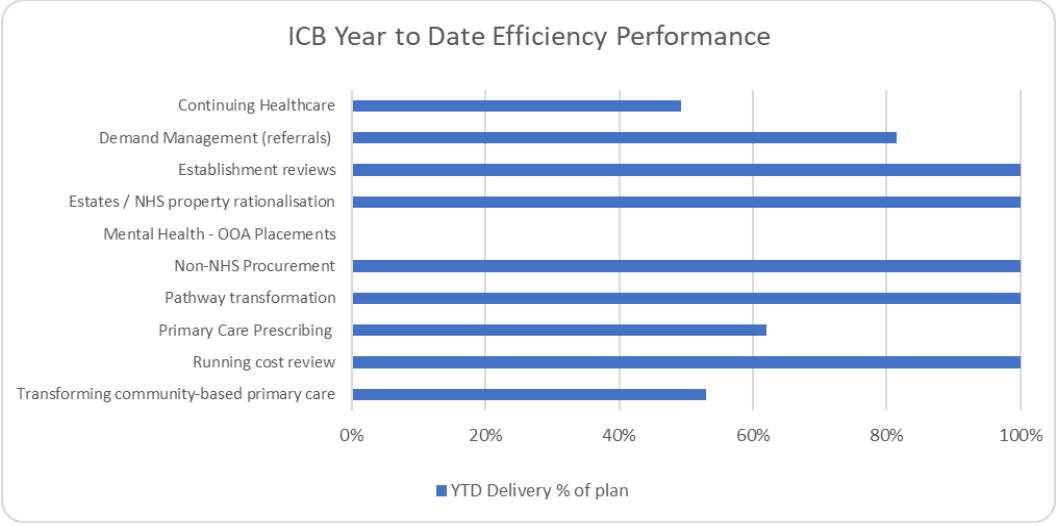 ICB Year to Date Efficiency Performance
Continuing Healthcare
Demand Management (referrals)
Establishment reviews
Estates / NHS property rationalisation
Mental Health - OOA Placements
Non-NHS Procurement
Pathway transformation
Primary Care Prescribing
Running cost review
Transforming community-based primary care
0% 20% 40% 60% 80% 100%
YTD Delivery % of plan